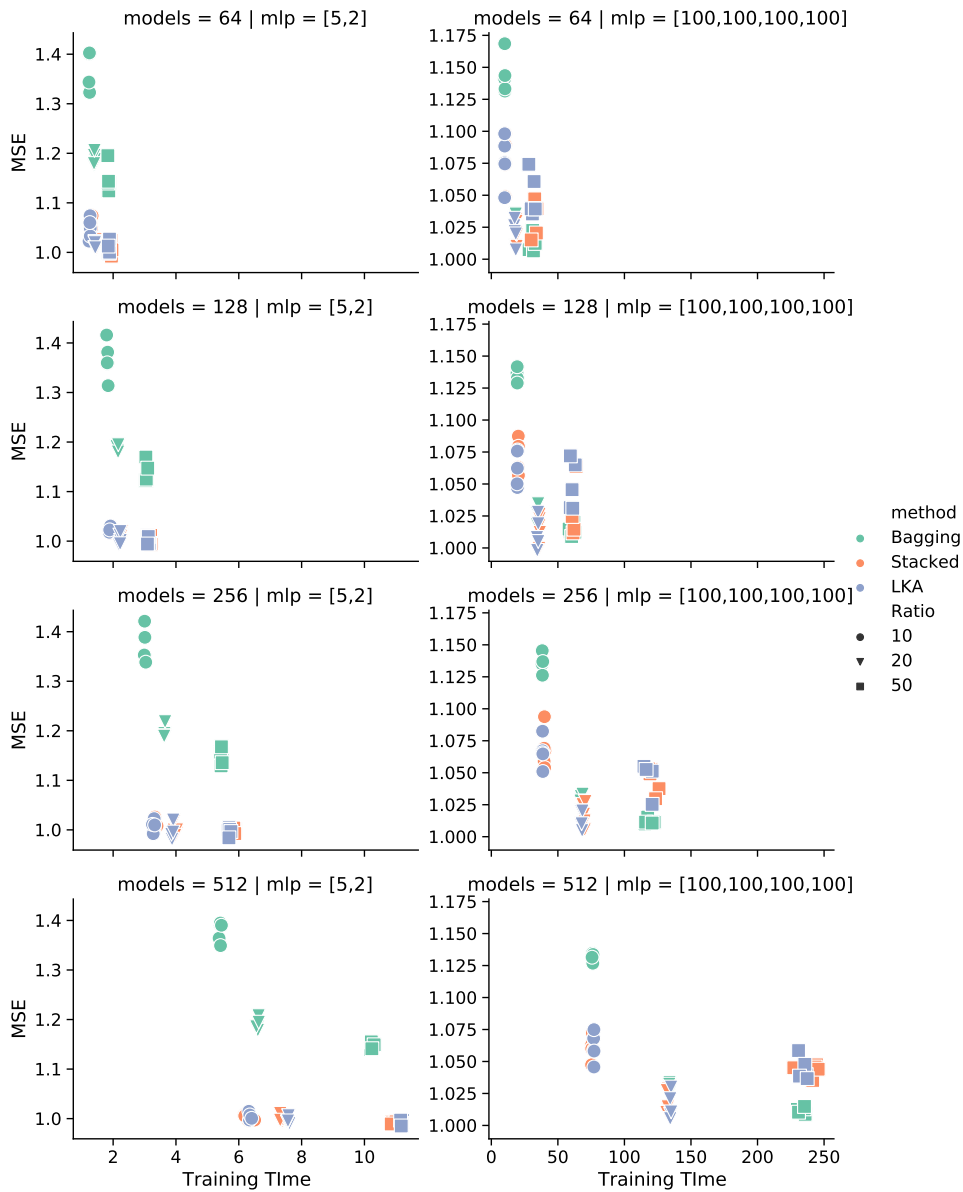 models = 64 | mlp = [5,2]
models = 64 | mlp = [100,100,100,100]
1.4
1.3
1.2
1.1
1.0
MSE
1.175
1.150
1.125
1.100
1.075
1.050
1.025
1.000
models = 128 | mlp = [5,2]
models = 128 | mlp = [100,100,100,100]
1.4
1.3
1.2
1.1
1.0
MSE
1.175
1.150
1.125
1.100
1.075
1.050
1.025
1.000
method
Bagging
Stacked
LKA
Ratio
10
20
50
models = 256 | mlp = [5,2]
models = 256 | mlp = [100,100,100,100]
1.4
1.3
1.2
1.1
1.0
MSE
1.175
1.150
1.125
1.100
1.075
1.050
1.025
1.000
models = 512 | mlp = [5,2]
models = 512 | mlp = [100,100,100,100]
1.4
1.3
1.2
1.1
1.0
MSE
1.175
1.150
1.125
1.100
1.075
1.050
1.025
1.000
2 4 6 8 10
0 50 100 150 200 250
Training TIme
Training TIme